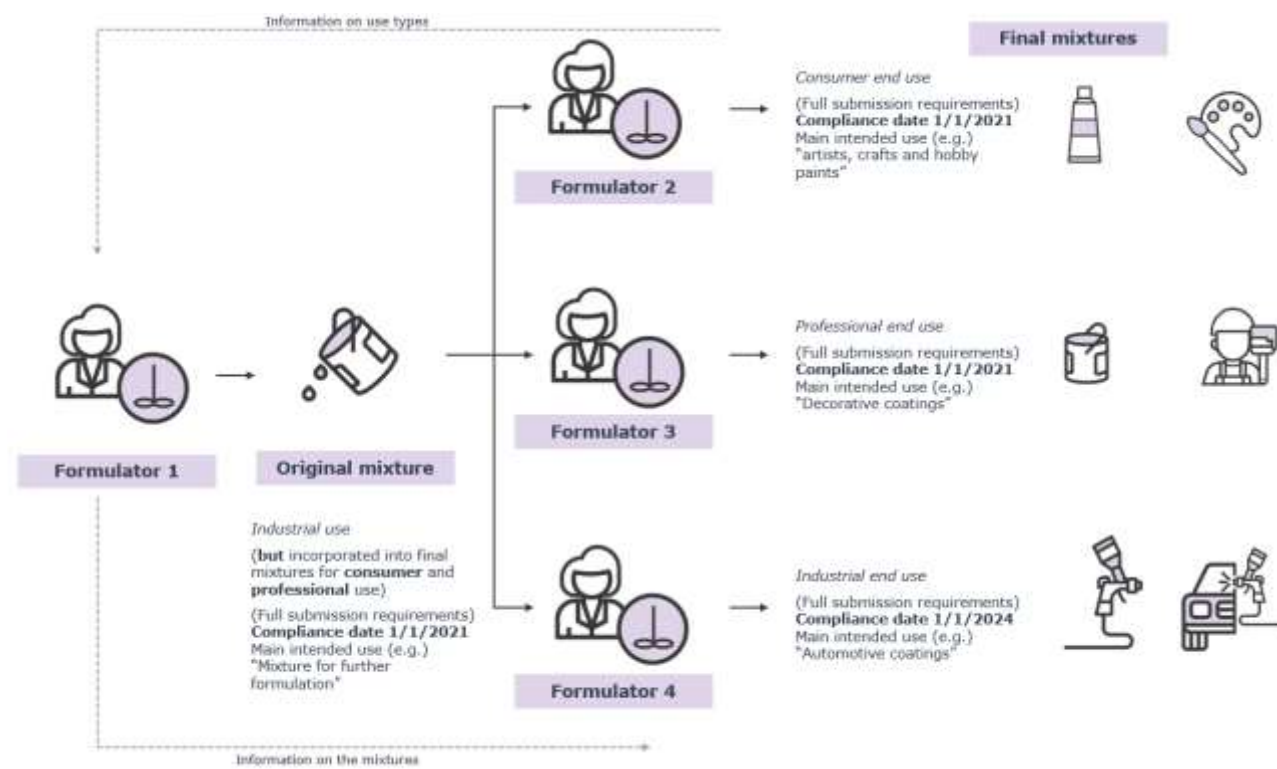 Information on use types
Final mixtures
Consumer end use
(Full submission requirements)
Compliance date 1/1/2021
Main intended use (e.g.)
"artists, crafts and hobby
paints"
Formulator 2
Professional end use
(Full submission requirements)
Compliance date 1/1/2021
Main intended use (e.g.)
"Decorative coatings"
Formulator 3
Formulator 1
Original mixture
Industrial use
(but incorporated into final
mixtures for consumer and
professional use)
(Full submission requirements)
Compliance date 1/1/2021
Main intended use (e.g.)
"Mixture for further
formulation"
Industrial end use
(Full submission requirements)
Compliance date 1/1/2024
Main intended use (e.g.)
"Automotive coatings"
Formulator 4
Information on the mixtures